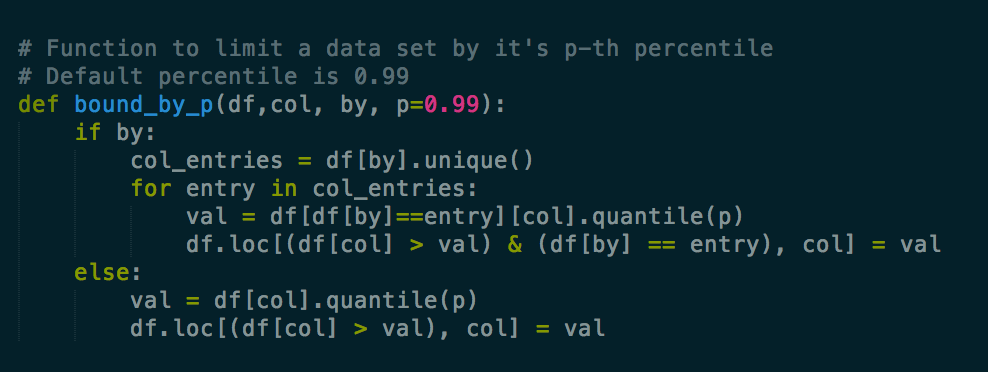 # Function to limit a data set by it's p-th percentile
# Default percentile is 0.99
def bound_by_p(df,col, by, p=0.99):
    if by:
        col_entries = df[by].unique()
        for entry in col_entries:
            val = df[df[by]==entry][col].quantile(p)
            df.loc[(df[col] > val) & (df[by] == entry), col] = val
    else:
        val = df[col].quantile(p)
        df.loc[(df[col] > val), col] = val